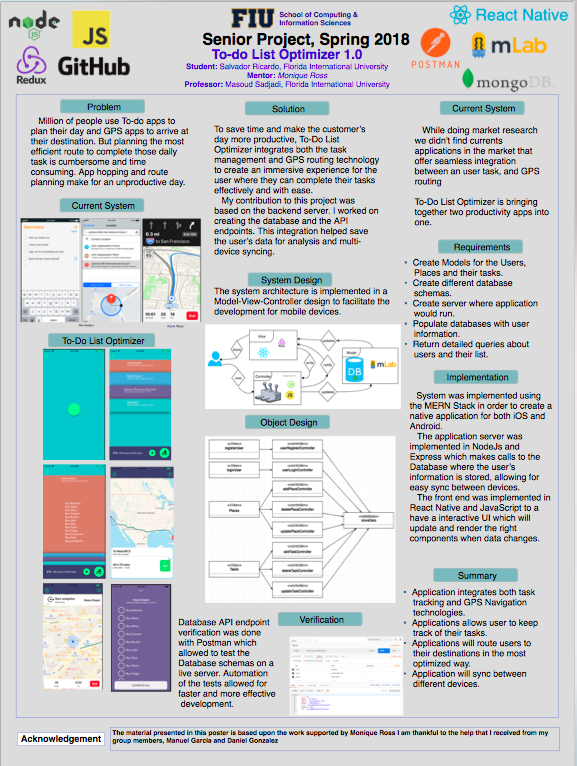 node
JS
JS
Redux
GitHub
FIU School of Computing &
Information Sciences
Senior Project, Spring 2018
To-do List Optimizer 1.0
Student: Salvador Ricardo, Florida International University
Mentor: Monique Ross
Professor: Masoud Sadjadi, Florida International University
React Native
POSTMAN
mLab
mongoDB.
Problem
Million of people use To-do apps to
plan their day and GPS apps to arrive at
their destination. But planning the most
efficient route to complete those daily
task is cumbersome and time
consuming. App hopping and route
planning make for an unproductive day.
Current System
Reminders
0.3 mi
to San Francisco
To-Do List Optimizer
Start navigation
Solution
To save time and make the customer's
day more productive, To-Do List
Optimizer integrates both the task
management and GPS routing technology
to create an immersive experience for the
user where they can complete their tasks
effectively and with ease.
My contribution to this project was
based on the backend server. I worked on
creating the database and the API
endpoints. This integration helped save
the user's data for analysis and multi-
device syncing.
System Design
The system architecture is implemented in a
Model-View-Controller design to facilitate the
development for mobile devices.
View
Model
DB
mLab
Controller
JS
Object Design
registerUser
userRegisterController
loginUser
userLoginController
addPlaceController
Places
deletePlaceController
updatePlaceController
storeData
addTaskController
Tasks
deleteTaskController
updateTaskController
Database API endpoint
verification was done
with Postman which
allowed to test the
Database schemas on a
live server. Automation
of the tests allowed for
faster and more effective
development.
Verification
Current System
While doing market research
we didn't find currents
applications in the market that
offer seamless integration
between an user task, and GPS
routing
To-Do List Optimizer is bringing
together two productivity apps into
one.
Requirements
• Create Models for the Users,
Places and their tasks.
• Create different database
schemas.
• Create server where application
would run.
• Populate databases with user
information.
• Return detailed queries about
users and their list.
Implementation
System was implemented using
the MERN Stack in order to create a
native application for both iOS and
Android.
The application server was
implemented in NodeJs and
Express which makes calls to the
Database where the user's
information is stored, allowing for
easy sync between devices.
The front end was implemented in
React Native and JavaScript to a
have a interactive UI which will
update and render the right
components when data changes.
Summary
• Application integrates both task
tracking and GPS Navigation
technologies.
• Applications allows user to keep
track of their tasks.
• Applications will route users to
their destinations in the most
optimized way.
• Application will sync between
different devices.
Acknowledgement
The material presented in this poster is based upon the work supported by Monique Ross I am thankful to the help that I received from my
group members, Manuel Garcia and Daniel Gonzalez